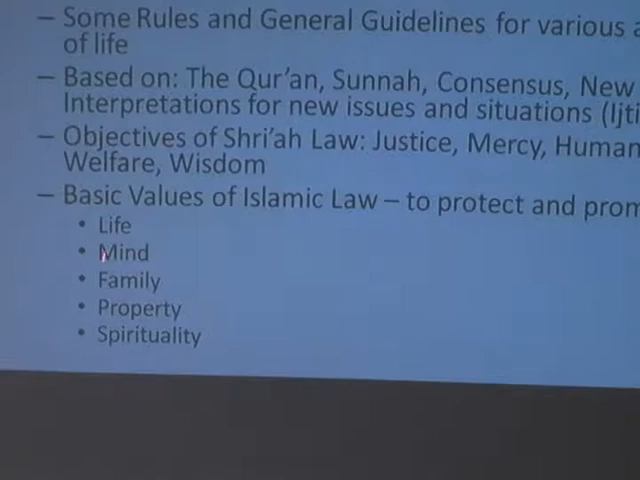 – Some Rules and General Guidelines for various
of life
– Based on: The Qur'an, Sunnah, Consensus, New
Interpretations for new issues and situations
– Objectives of Shri'ah Law: Justice, Mercy, Human
Welfare, Wisdom
– Basic Values of Islamic Law – to protect and
• Life
• Mind
• Family
• Property
• Spirituality